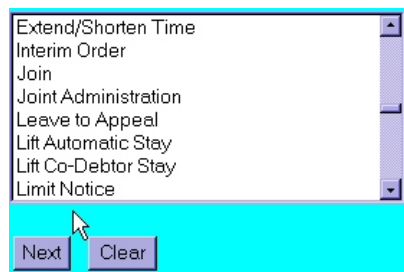 Extend/Shorten Time
Interim Order
Join
Joint Administration
Leave to Appeal
Lift Automatic Stay
Lift Co-Debtor Stay
Limit Notice
Next Clear